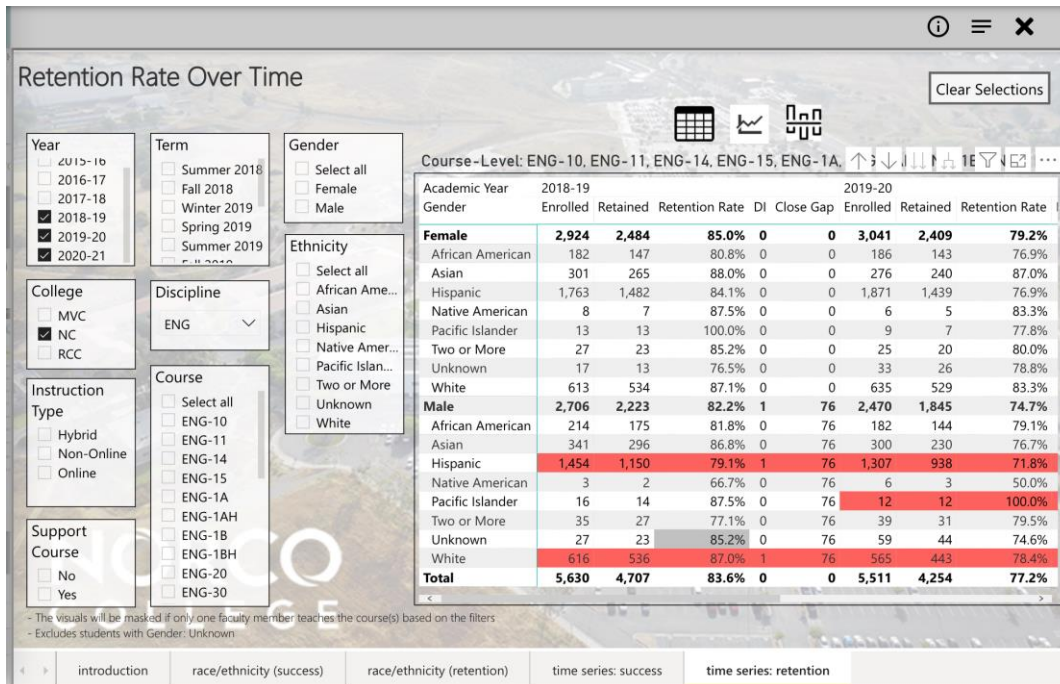 Retention Rate Over Time
Clear Selections
Year
2015-16
2016-17
2017-18
2018-19
2019-20
2020-21
Term
Summer 2018
Fall 2018
Winter 2019
Spring 2019
Summer 2019
Fall 2019
Gender
Select all
Female
Male
College
MVC
NC
RCC
Discipline
ENG
Ethnicity
Select all
African Ame...
Asian
Hispanic
Native Amer...
Pacific Islan...
Two or More
Unknown
White
Instruction
Type
Hybrid
Non-Online
Online
Course
Select all
ENG-10
ENG-11
ENG-14
ENG-15
ENG-1A
ENG-1AH
ENG-1B
ENG-1BH
ENG-20
ENG-30
Support
Course
No
Yes
Course-Level: ENG-10, ENG-11, ENG-14, ENG-15, ENG-1A,
Academic Year 2018-19 2019-20
Gender Enrolled Retained Retention Rate DI Close Gap Enrolled Retained Retention Rate
Female 2,924 2,484 85.0% 0 0 3,041 2,409 79.2%
African American 182 147 80.8% 0 0 186 143 76.9%
Asian 301 265 88.0% 0 0 276 240 87.0%
Hispanic 1,763 1,482 84.1% 0 0 1,871 1,439 76.9%
Native American 8 7 87.5% 0 0 6 5 83.3%
Pacific Islander 13 13 100.0% 0 0 9 7 77.8%
Two or More 27 23 85.2% 0 0 25 20 80.0%
Unknown 17 13 76.5% 0 0 33 26 78.8%
White 613 534 87.1% 0 0 635 529 83.3%
Male 2,706 2,223 82.2% 1 76 2,470 1,845 74.7%
African American 214 175 81.8% 0 76 182 144 79.1%
Asian 341 296 86.8% 0 76 300 230 76.7%
Hispanic 1,454 1,150 79.1% 1 76 1,307 938 71.8%
Native American 3 2 66.7% 0 76 6 3 50.0%
Pacific Islander 16 14 87.5% 0 76 12 12 100.0%
Two or More 35 27 77.1% 0 76 39 31 79.5%
Unknown 27 23 85.2% 0 76 59 44 74.6%
White 616 536 87.0% 1 76 565 443 78.4%
Total 5,630 4,707 83.6% 0 0 5,511 4,254 77.2%
- The visuals will be masked if only one faculty member teaches the course(s) based on the filters
- Excludes students with Gender: Unknown
introduction
race/ethnicity (success)
race/ethnicity (retention)
time series: success
time series: retention